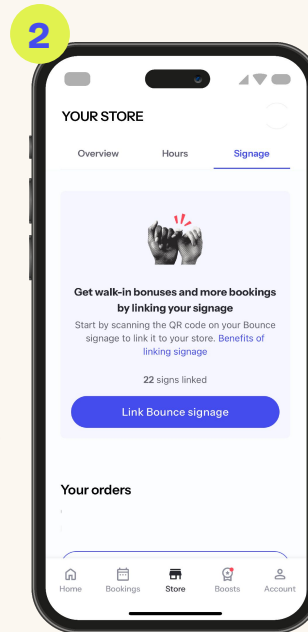 2
YOUR STORE
Overview Hours Signage
Get walk-in bonuses and more bookings
by linking your signage
Start by scanning the QR code on your Bounce
signage to link it to your store. Benefits of
linking signage
22 signs linked
Link Bounce signage
Your orders
Home Bookings Store Boosts Account